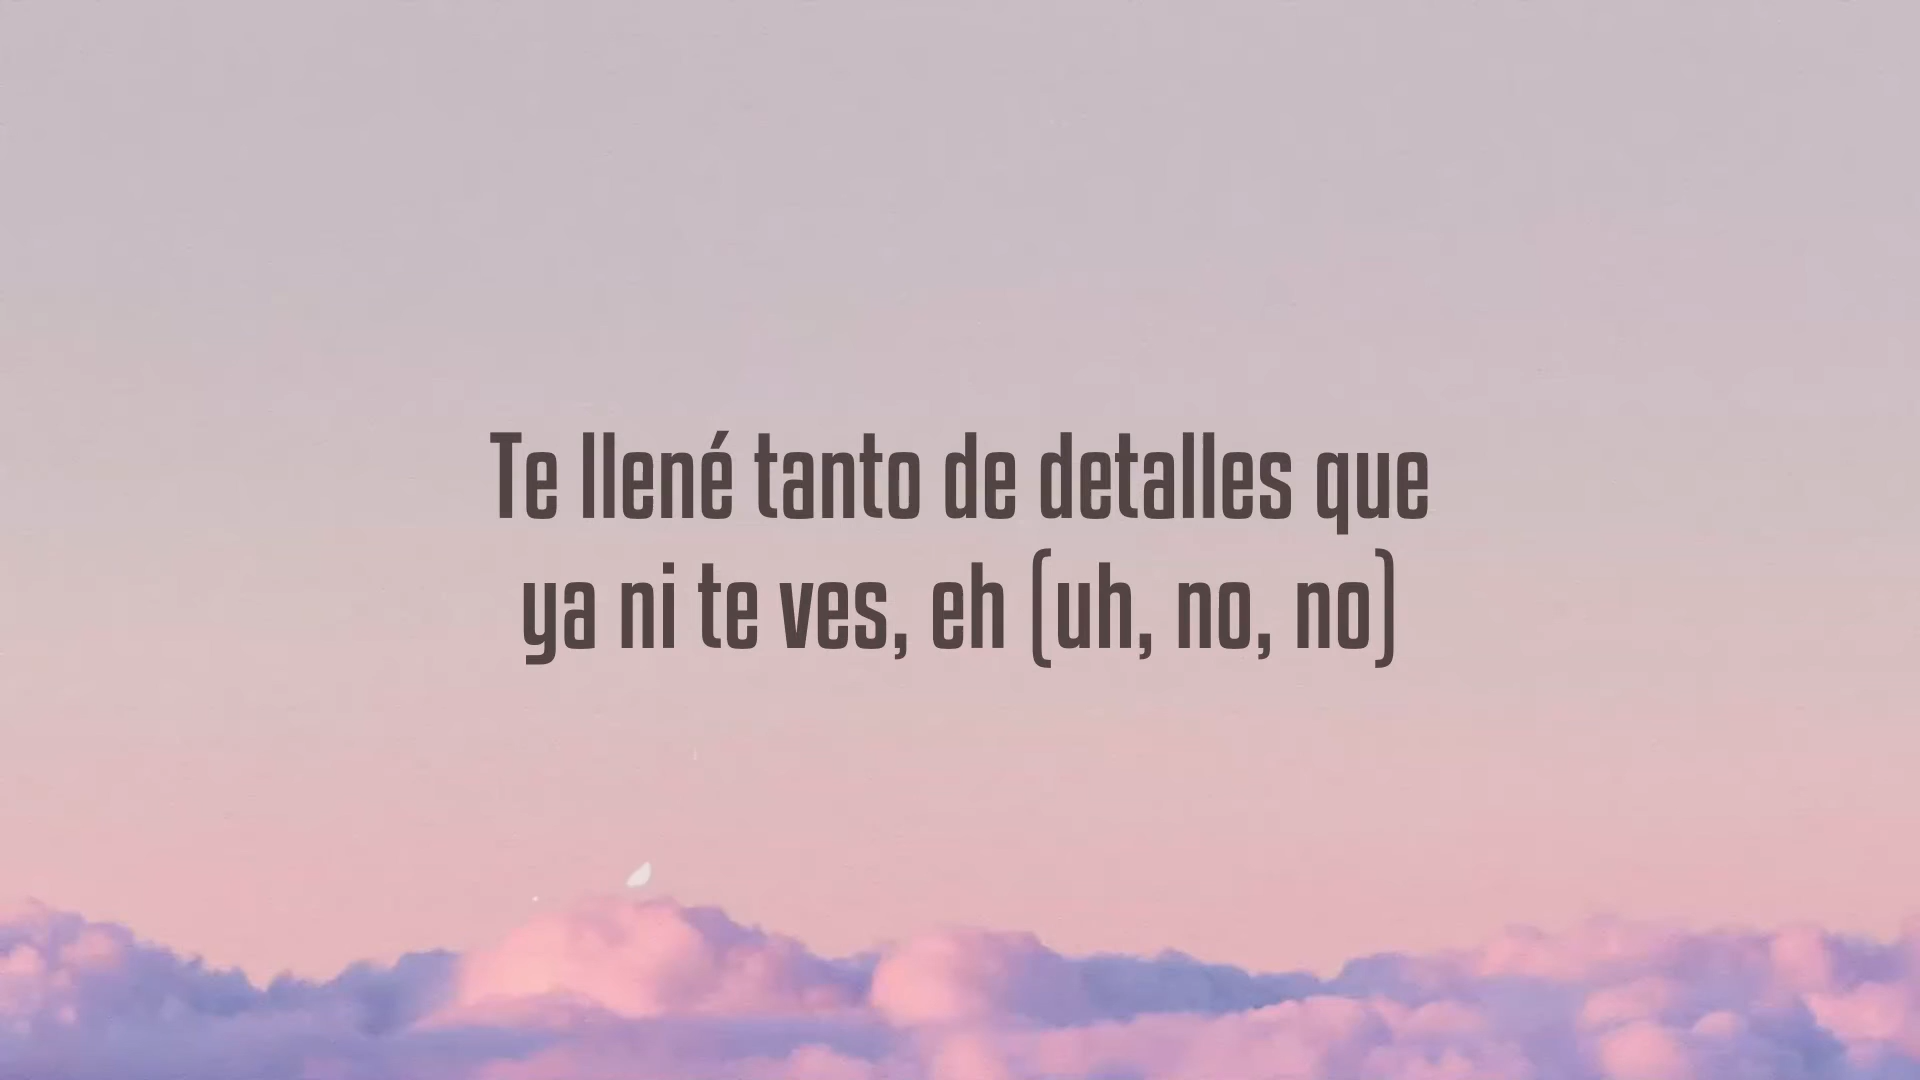 Te llené tanto de detalles que
ya ni te ves, eh (uh, no, no)